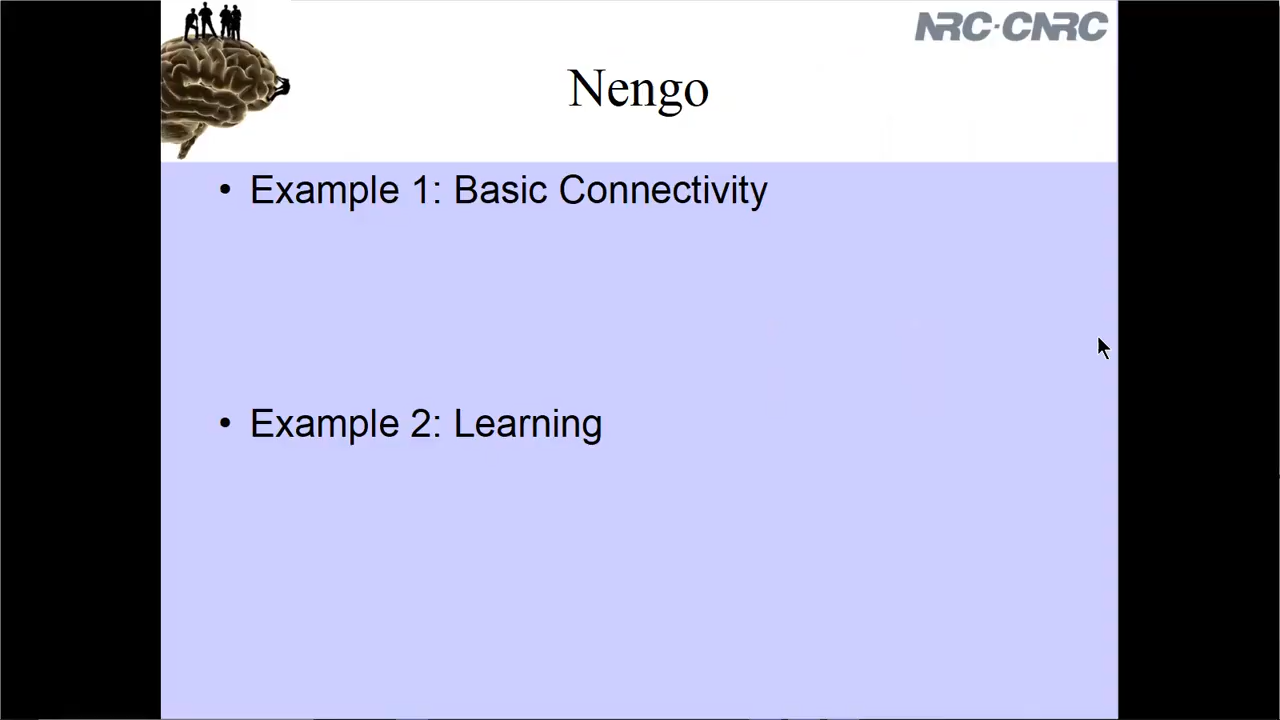 NRC·CNRC
Nengo
• Example 1: Basic Connectivity
• Example 2: Learning